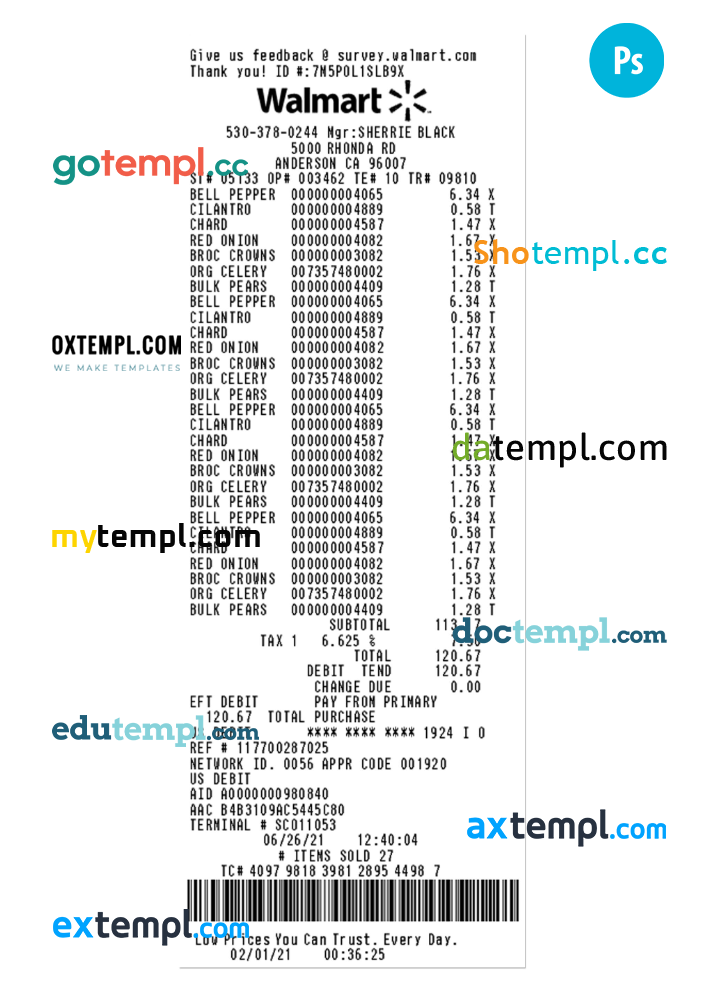 Give us feedback @ survey.walmart.com
Thank you! ID #:7N5P0L1SLB9X
Ps
Walmart
530-378-0244 Mgr:SHERRIE BLACK
5000 RHONDA RD
ANDERSON CA 96007
gotempl.cc
ST# 05133 OP# 003462 TE# 10 TR# 09810
BELL PEPPER 000000004065 6.34 X
CILANTRO 000000004889 0.58 T
CHARD 000000004587 1.47 X
RED ONION 000000004082 1.67 X
Shotempl.cc
BROC CROWNS 000000003082 1.53 X
ORG CELERY 007357480002 1.76 X
BULK PEARS 000000004409 1.28 T
BELL PEPPER 000000004065 6.34 X
CILANTRO 000000004889 0.58 T
CHARD 000000004587 1.47 X
OXTEMPL.COM
WE MAKE TEMPLATES
RED ONION 000000004082 1.67 X
BROC CROWNS 000000003082 1.53 X
ORG CELERY 007357480002 1.76 X
BULK PEARS 000000004409 1.28 T
BELL PEPPER 000000004065 6.34 X
CILANTRO 000000004889 0.58 T
CHARD 000000004587 1.47 X
datempl.com
RED ONION 000000004082 1.67 X
BROC CROWNS 000000003082 1.53 X
ORG CELERY 007357480002 1.76 X
BULK PEARS 000000004409 1.28 T
BELL PEPPER 000000004065 6.34 X
mytempl.com
CILANTRO 000000004889 0.58 T
CHARD 000000004587 1.47 X
RED ONION 000000004082 1.67 X
BROC CROWNS 000000003082 1.53 X
ORG CELERY 007357480002 1.76 X
BULK PEARS 000000004409 1.28 T
SUBTOTAL
doctempl.com
TAX 1 6.625 %
TOTAL 120.67
DEBIT TEND 120.67
CHANGE DUE 0.00
EFT DEBIT PAY FROM PRIMARY
120.67 TOTAL PURCHASE
edutempl.com
US DEBIT **** **** **** 1924 I 0
REF # 117700287025
NETWORK ID. 0056 APPR CODE 001920
US DEBIT
AID A0000000980840
AAC B4B3109AC5445C80
TERMINAL # SC011053
axtempl.com
06/26/21 12:40:04
# ITEMS SOLD 27
TC# 4097 9818 3981 2895 4498 7
extempl.com
Low Prices You Can Trust. Every Day.
02/01/21 00:36:25